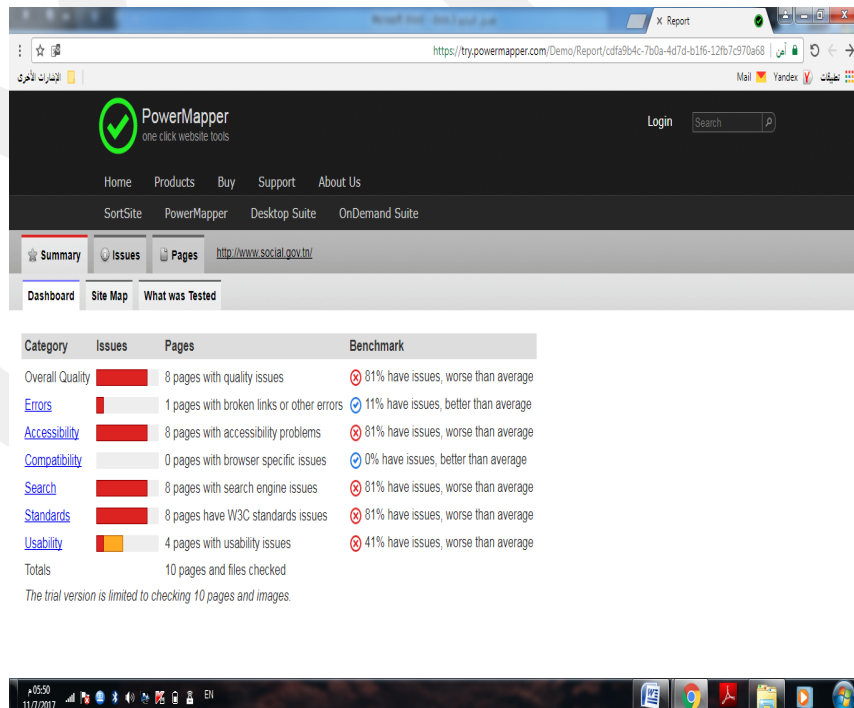 Report
https://try.powermapper.com/Demo/Report/cdfa9b4c-7b0a-4d7d-b1f6-12fb7c970a68 | آمن
الإشارات الأخرى
Mail Yandex تطبيقات
PowerMapper
one click website tools
Login Search
Home Products Buy Support About Us
SortSite PowerMapper Desktop Suite OnDemand Suite
Summary Issues Pages http://www.social.gov.tn/
Dashboard Site Map What was Tested
Category Issues Pages Benchmark
Overall Quality 8 pages with quality issues 81% have issues, worse than average
Errors 1 pages with broken links or other errors 11% have issues, better than average
Accessibility 8 pages with accessibility problems 81% have issues, worse than average
Compatibility 0 pages with browser specific issues 0% have issues, better than average
Search 8 pages with search engine issues 81% have issues, worse than average
Standards 8 pages have W3C standards issues 81% have issues, worse than average
Usability 4 pages with usability issues 41% have issues, worse than average
Totals 10 pages and files checked
The trial version is limited to checking 10 pages and images.
05:50 م EN
11/7/2017